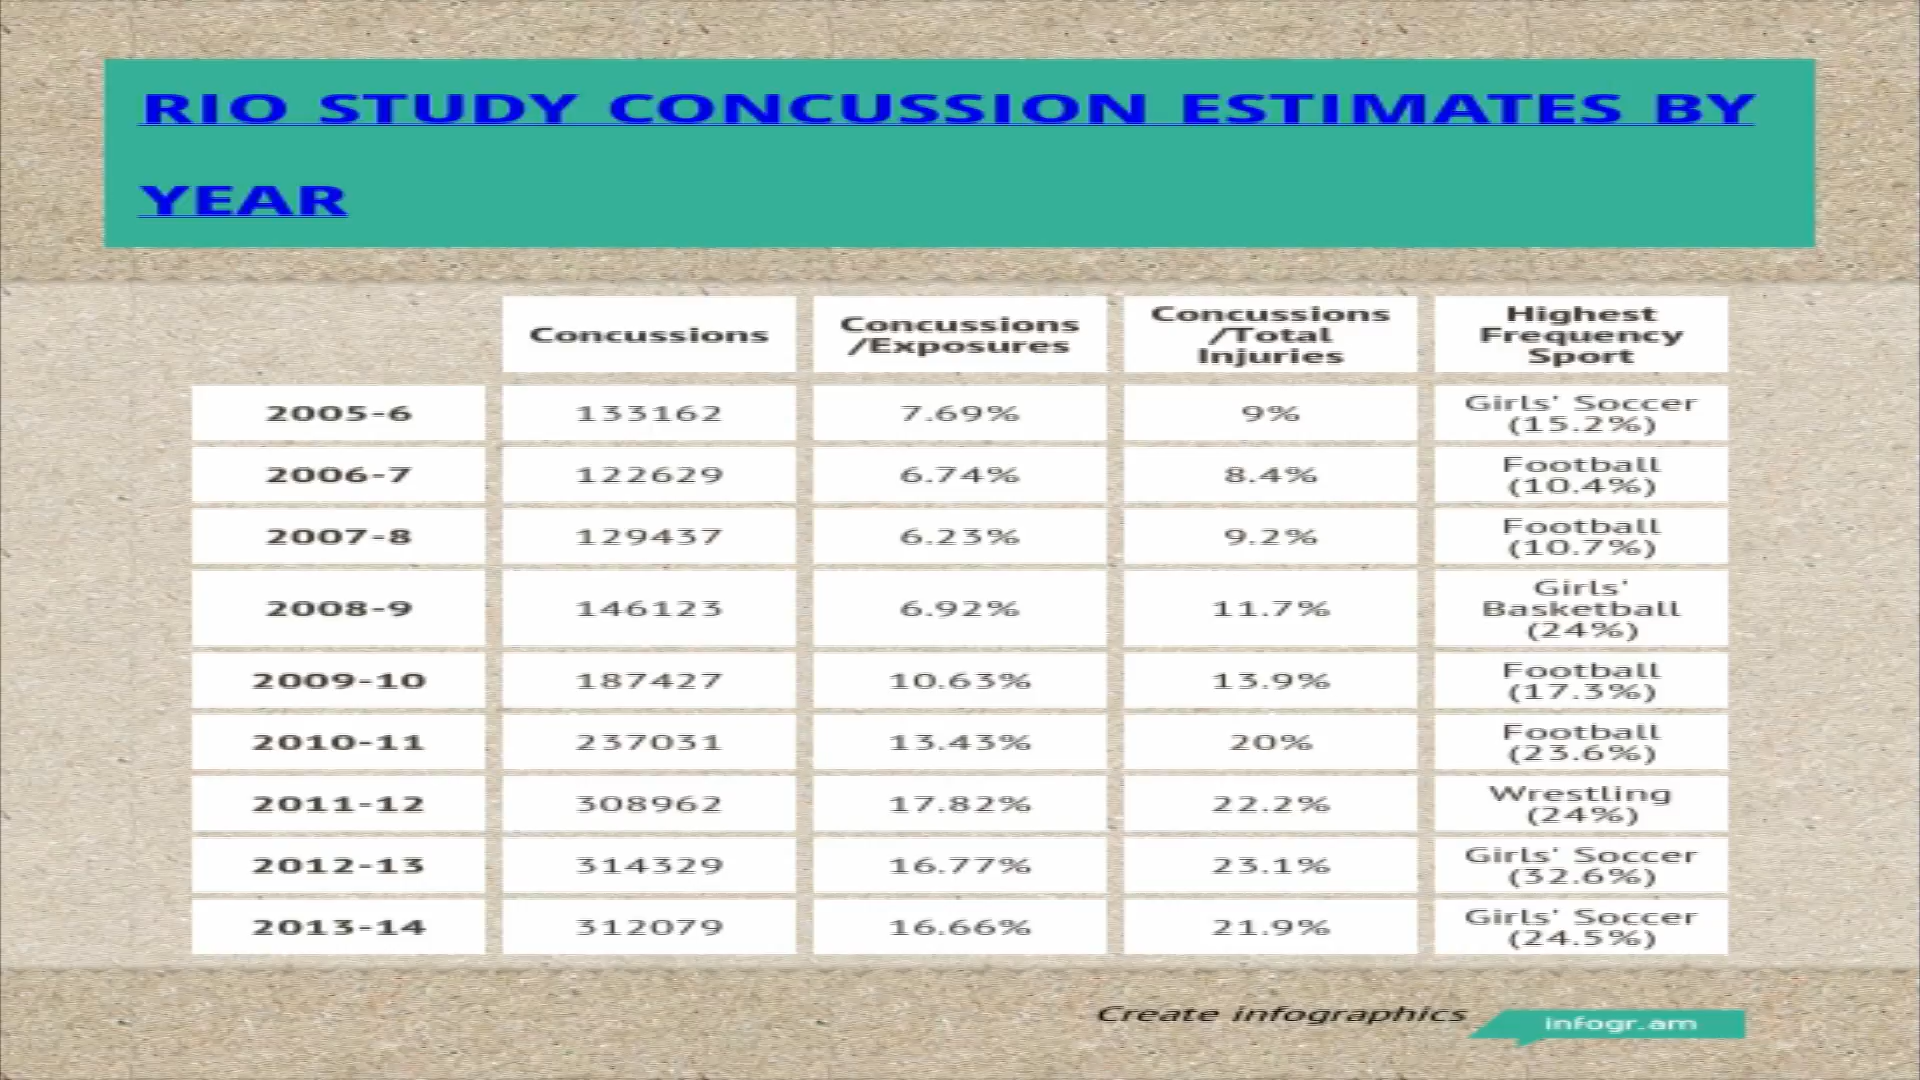 RIO STUDY CONCUSSION ESTIMATES BY
YEAR
Concussions
Concussions
/Exposures
Concussions
/Total
Injuries
Highest
Frequency
Sport
2005-6
133162
7.69%
9%
Girls' Soccer
(15.2%)
2006-7
122629
6.74%
8.4%
Football
(10.4%)
2007-8
129437
6.23%
9.2%
Football
(10.7%)
2008-9
146123
6.92%
11.7%
Girls'
Basketball
(24%)
2009-10
187427
10.63%
13.9%
Football
(17.3%)
2010-11
237031
13.43%
20%
Football
(23.6%)
2011-12
308962
17.82%
22.2%
Wrestling
(24%)
2012-13
314329
16.77%
23.1%
Girls' Soccer
(32.6%)
2013-14
312079
16.66%
21.9%
Girls' Soccer
(24.5%)
Create infographics
infogr.am